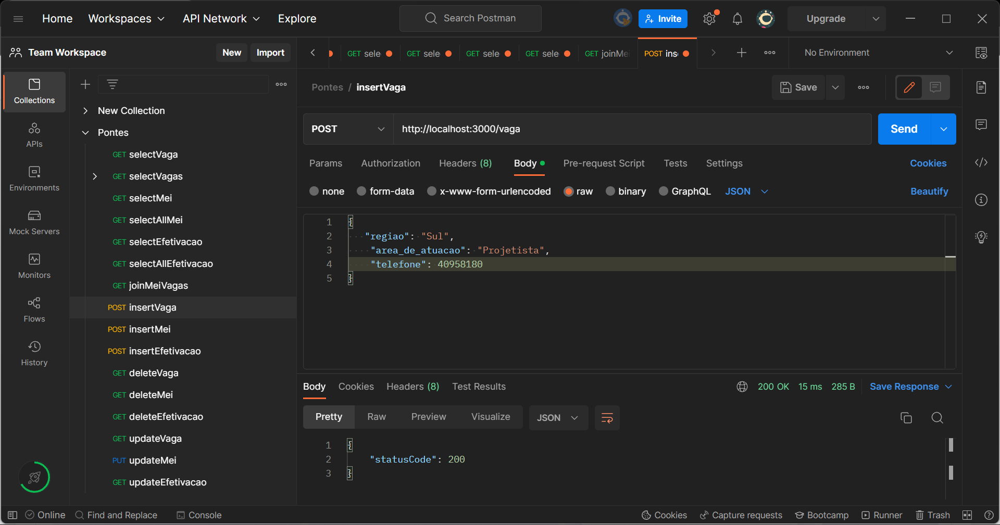 Home Workspaces API Network Explore Search Postman Invite Upgrade
Team Workspace New Import
GET sele GET sele GET sele GET sele GET joinMei POST ins No Environment
Collections
APIs
Environments
Mock Servers
Monitors
Flows
History
New Collection
Pontes
GET selectVaga
GET selectVagas
GET selectMei
GET selectAllMei
GET selectEfetivacao
GET selectAllEfetivacao
GET joinMeiVagas
POST insertVaga
POST insertMei
POST insertEfetivacao
GET deleteVaga
GET deleteMei
GET deleteEfetivacao
GET updateVaga
PUT updateMei
GET updateEfetivacao
Pontes / insertVaga Save
POST http://localhost:3000/vaga Send
Params Authorization Headers (8) Body Pre-request Script Tests Settings Cookies
none form-data x-www-form-urlencoded raw binary GraphQL JSON Beautify
1 {
2 "regiao": "Sul",
3 "area_de_atuacao": "Projetista",
4 "telefone": 40958180
5 }
Body Cookies Headers (8) Test Results 200 OK 15 ms 285 B Save Response
Pretty Raw Preview Visualize JSON
1 {
2 "statusCode": 200
3 }
Online Find and Replace Console Cookies Capture requests Bootcamp Runner Trash